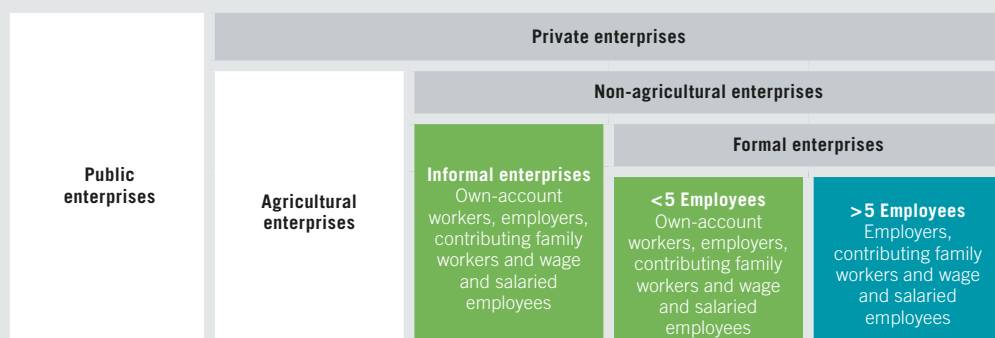 Private enterprises
Non-agricultural enterprises
Formal enterprises
Public
enterprises
Agricultural
enterprises
Informal enterprises
Own-account
workers, employers,
contributing family
workers and wage
and salaried
employees
<5 Employees
Own-account
workers, employers,
contributing family
workers and wage
and salaried
employees
>5 Employees
Employers,
contributing family
workers and wage
and salaried
employees